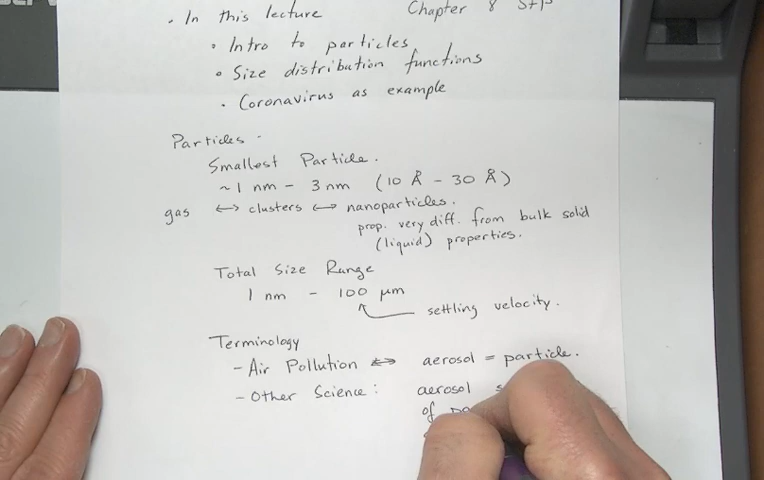 • In this lecture Chapter 8
• Intro to particles
• Size distribution functions
• Coronavirus as example
Particles.
Smallest Particle.
~1 nm – 3 nm (10 Å – 30 Å)
gas ↔ clusters ↔ nanoparticles.
prop. very diff. from bulk solid
(liquid) properties.
Total Size Range
1 nm – 100 µm
settling velocity.
Terminology
– Air Pollution ↔ aerosol = particle.
– Other Science: aerosol
of